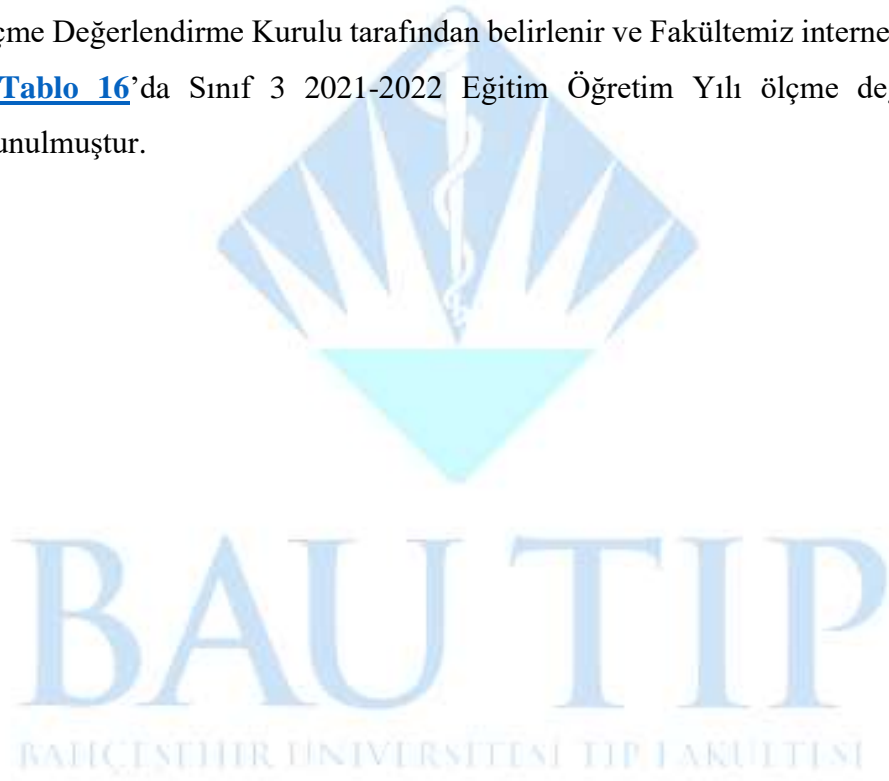 çme Değerlendirme Kurulu tarafından belirlenir ve Fakültemiz interne
Tablo 16’da Sınıf 3 2021-2022 Eğitim Öğretim Yılı ölçme değ
unulmuştur.
BAU TIP
BAHÇEŞEHİR ÜNİVERSİTESİ TIP FAKÜLTESİ